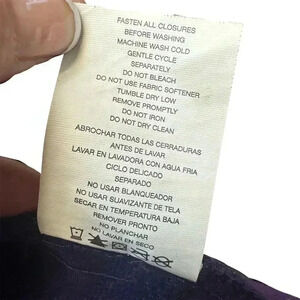 FASTEN ALL CLOSURES
BEFORE WASHING
MACHINE WASH COLD
GENTLE CYCLE
SEPARATELY
DO NOT BLEACH
DO NOT USE FABRIC SOFTENER
TUMBLE DRY LOW
REMOVE PROMPTLY
DO NOT IRON
DO NOT DRY CLEAN
ABROCHAR TODAS LAS CERRADURAS
ANTES DE LAVAR
LAVAR EN LAVADORA CON AGUA FRIA
CICLO DELICADO
SEPARADO
NO USAR BLANQUEADOR
NO USAR SUAVIZANTE DE TELA
SECAR EN TEMPERATURA BAJA
REMOVER PRONTO
NO PLANCHAR
NO LAVAR EN SECO